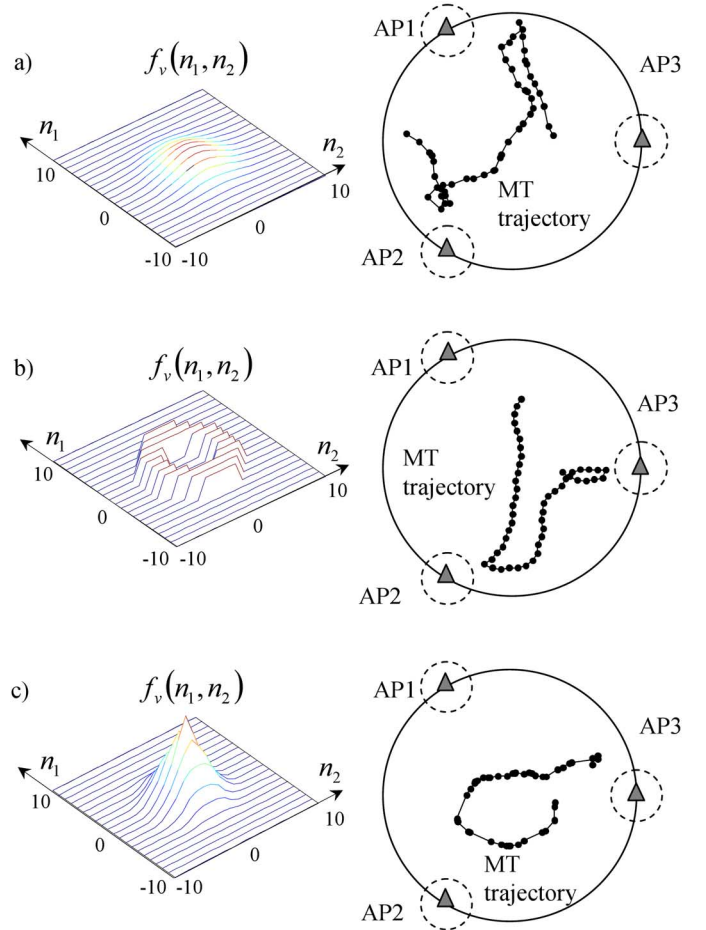 a)
f_v(n_1, n_2)
n_1
10
0
-10
n_2
10
0
-10
AP1
AP3
MT
trajectory
AP2
b)
f_v(n_1, n_2)
n_1
10
0
-10
n_2
10
0
-10
AP1
AP3
MT
trajectory
AP2
c)
f_v(n_1, n_2)
n_1
10
0
-10
n_2
10
0
-10
AP1
AP3
MT
trajectory
AP2